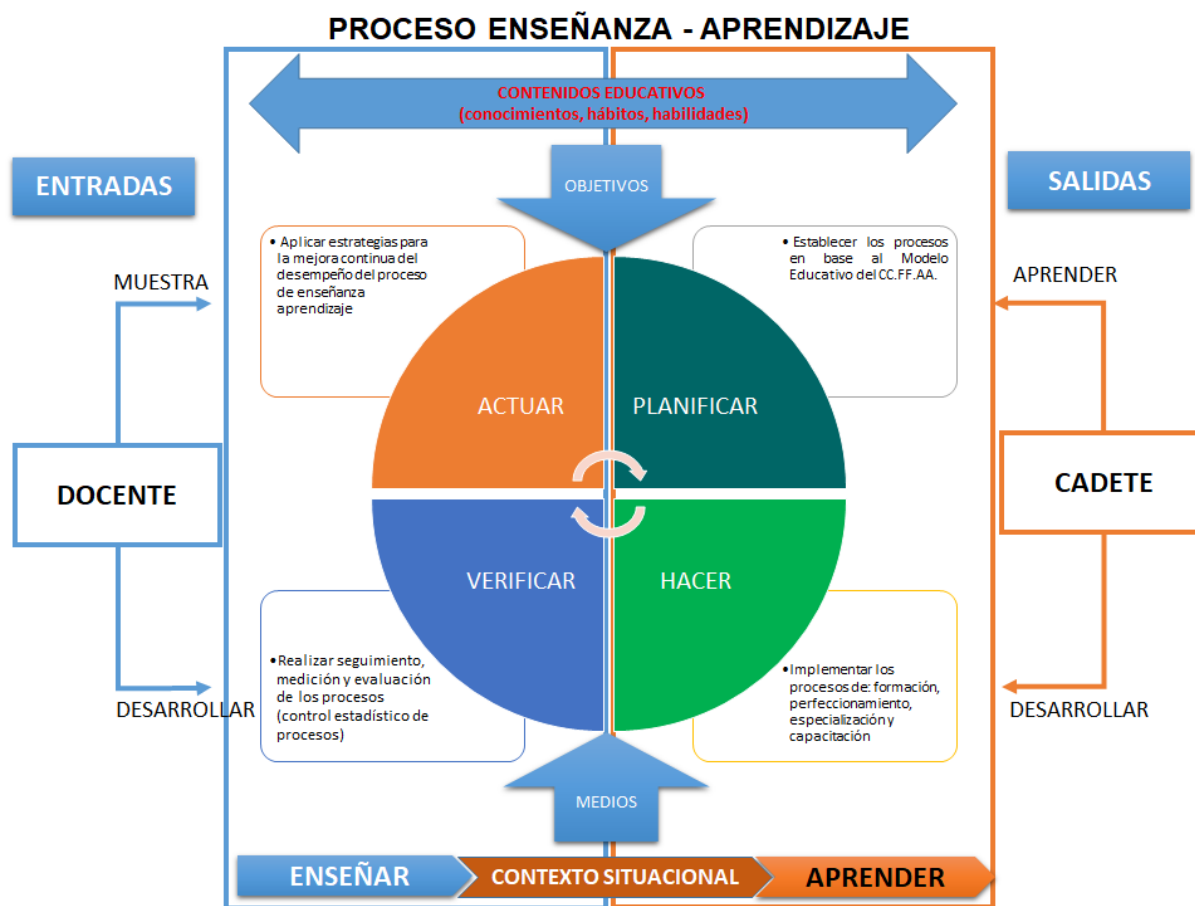 PROCESO ENSEÑANZA - APRENDIZAJE
CONTENIDOS EDUCATIVOS
(conocimientos, hábitos, habilidades)
ENTRADAS
OBJETIVOS
SALIDAS
• Aplicar estrategias para
la mejora continua del
desempeño del proceso
de enseñanza
aprendizaje
• Establecer los procesos
en base al Modelo
Educativo del CC.FF.AA.
MUESTRA
APRENDER
ACTUAR
PLANIFICAR
DOCENTE
CADETE
VERIFICAR
HACER
•Realizar seguimiento,
medición y evaluación
de los procesos
(control estadístico de
procesos)
•Implementar los
procesos de: formación,
perfeccionamiento,
especialización y
capacitación
DESARROLLAR
DESARROLLAR
MEDIOS
ENSEÑAR
CONTEXTO SITUACIONAL
APRENDER